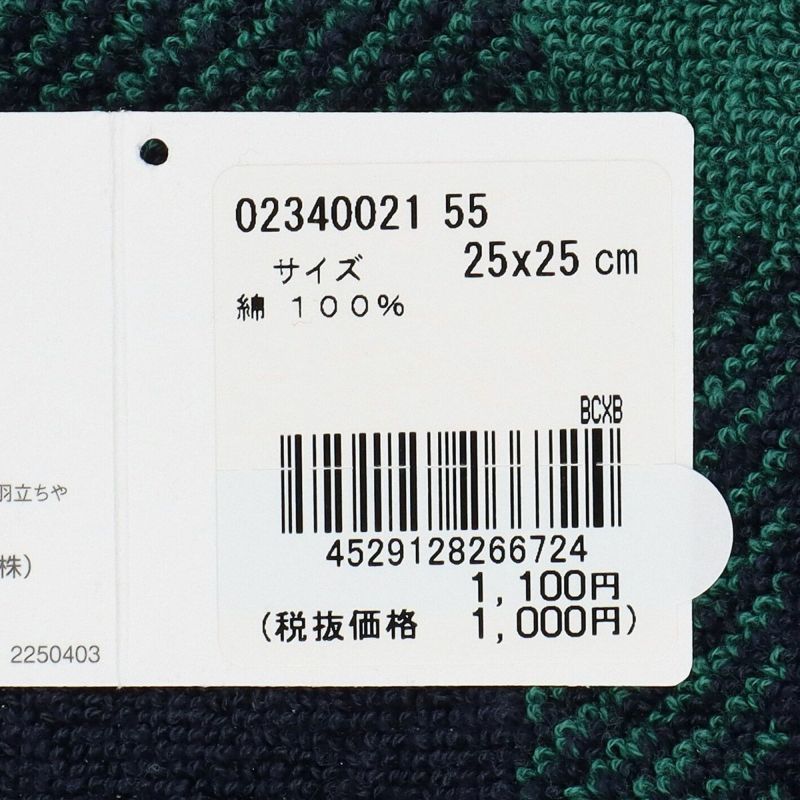 02340021 55
サイズ 25x25 cm
綿 １００％
BCXB
4529128266724
1,100円
(税抜価格 1,000円)
羽立ちや
株)
2250403